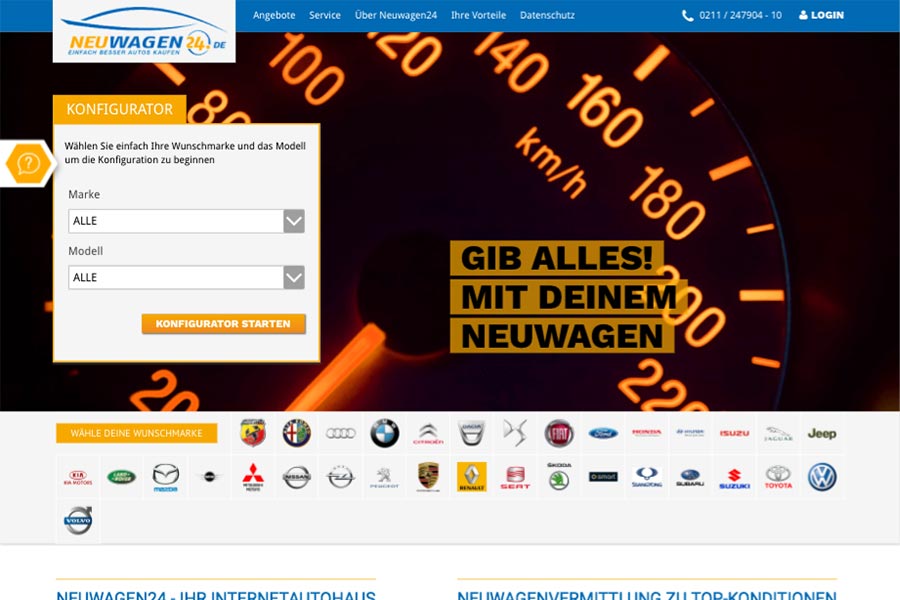 NEUWAGEN24.DE
EINFACH BESSER AUTOS KAUFEN
Angebote Service Über Neuwagen24 Ihre Vorteile Datenschutz
0211 / 247904 - 10 LOGIN
KONFIGURATOR
Wählen Sie einfach Ihre Wunschmarke und das Modell
um die Konfiguration zu beginnen
Marke
ALLE
Modell
ALLE
KONFIGURATOR STARTEN
20
80
100
120
140
160
180
200
220
km/h
GIB ALLES!
MIT DEINEM
NEUWAGEN
WÄHLE DEINE WUNSCHMARKE
CITROËN DACIA FIAT Ford HONDA HYUNDAI ISUZU JAGUAR Jeep
KIA MOTORS LAND ROVER mazda MITSUBISHI MOTORS NISSAN PEUGEOT RENAULT SEAT ŠKODA smart SSANGYONG SUBARU SUZUKI TOYOTA
VOLVO
NEUWAGEN24 - IHR INTERNETAUTOHAUS
NEUWAGENVERMITTLUNG ZU TOP-KONDITIONEN